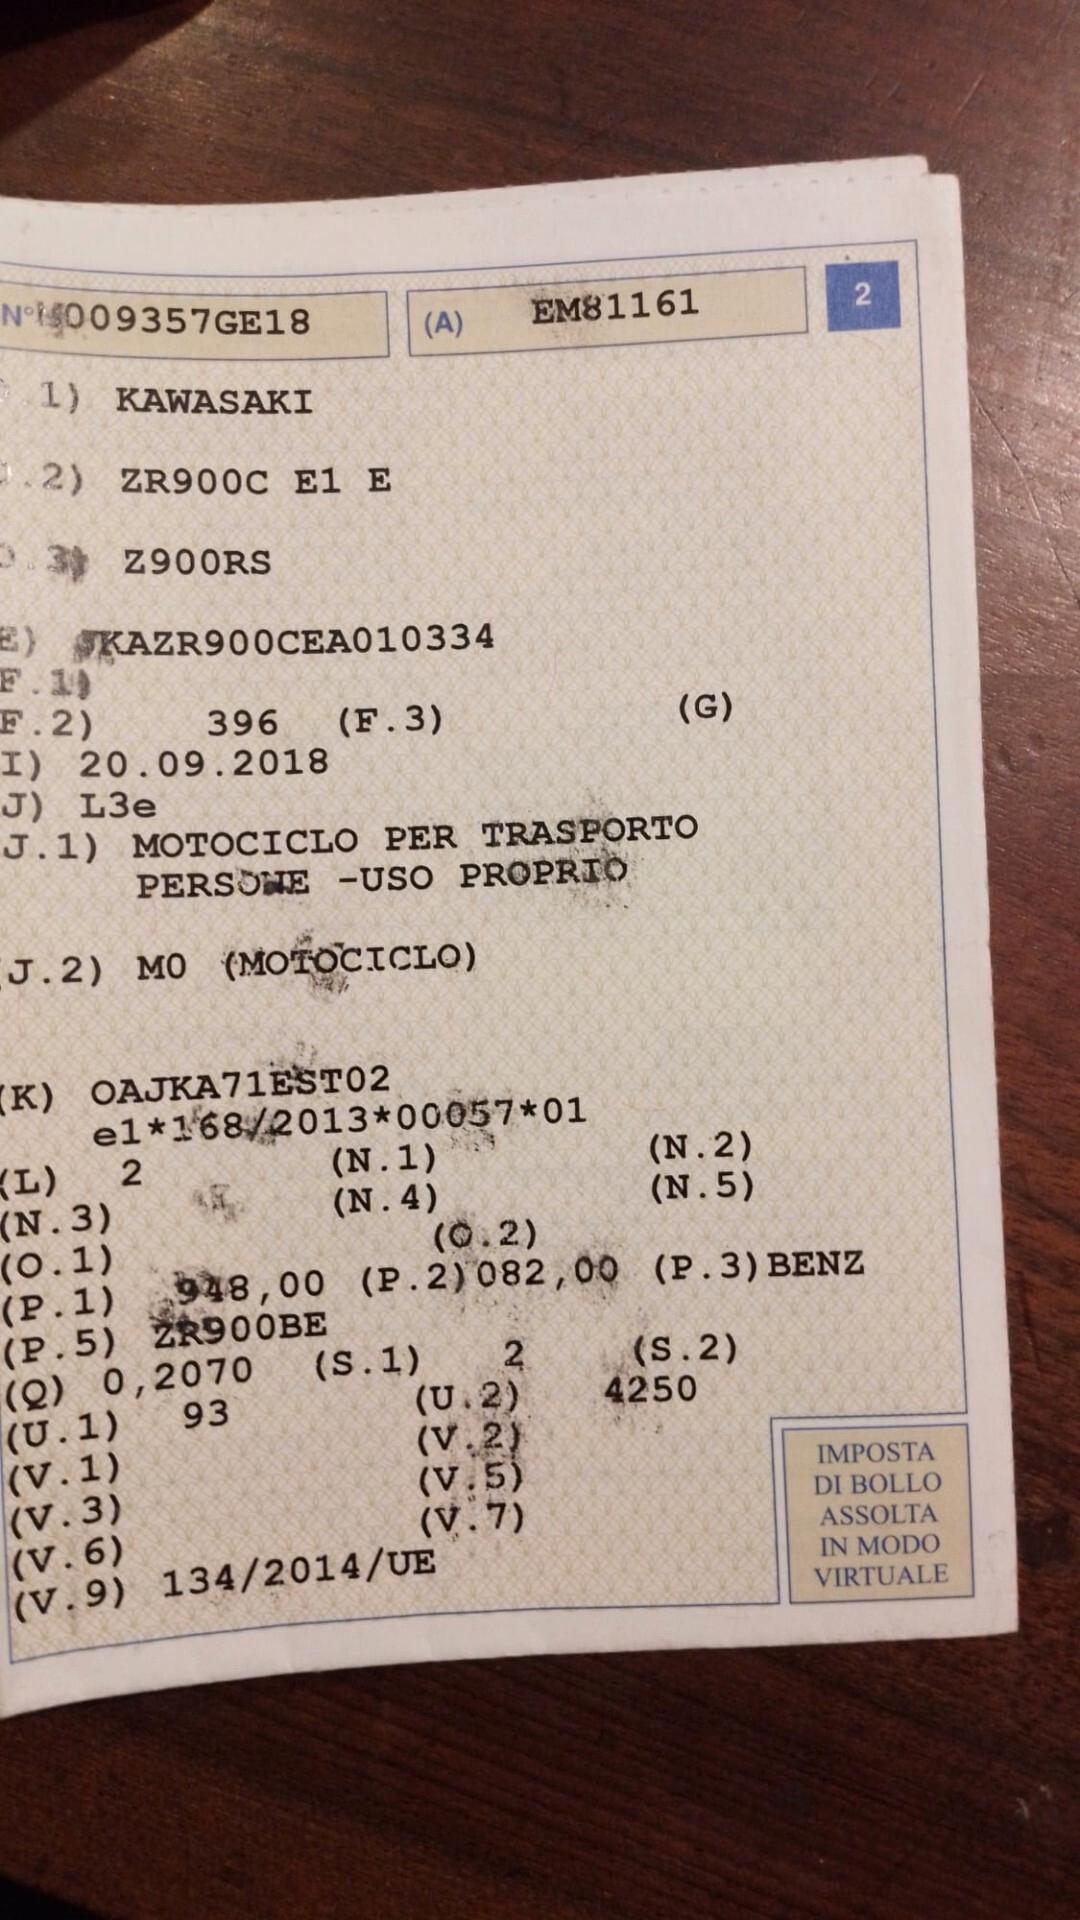 N° 009357GE18 (A) EM81161 2
.1) KAWASAKI
.2) ZR900C E1 E
.3) Z900RS
E) JKAZR900CEA010334
F.1)
F.2) 396 (F.3) (G)
I) 20.09.2018
J) L3e
J.1) MOTOCICLO PER TRASPORTO
PERSONE -USO PROPRIO
(J.2) M0 (MOTOCICLO)
(K) OAJKA71EST02
e1*168/2013*00057*01
(L) 2 (N.1) (N.2)
(N.3) (N.4) (N.5)
(O.1) (O.2)
(P.1) 948,00 (P.2)082,00 (P.3)BENZ
(P.5) ZR900BE
(Q) 0,2070 (S.1) 2 (S.2)
(U.1) 93 (U.2) 4250
(V.1) (V.2)
(V.3) (V.5)
(V.6) (V.7)
(V.9) 134/2014/UE
IMPOSTA
DI BOLLO
ASSOLTA
IN MODO
VIRTUALE